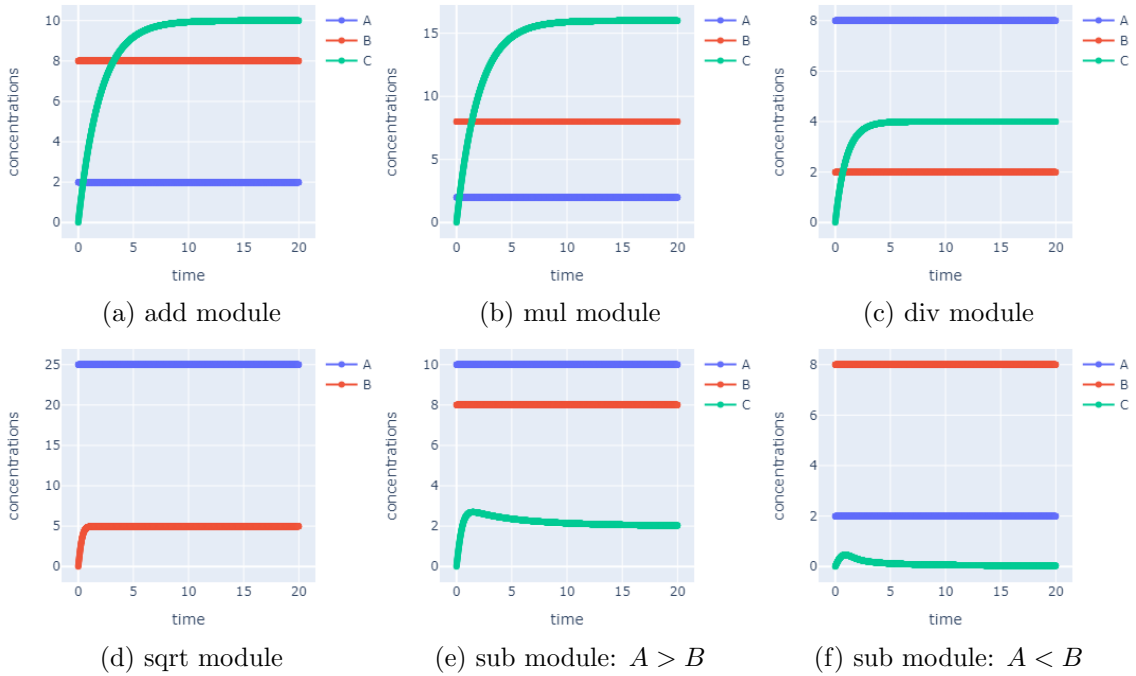 10
8
6
4
2
0
concentrations
0 5 10 15 20
time
A
B
C
(a) add module
15
10
5
0
concentrations
0 5 10 15 20
time
A
B
C
(b) mul module
8
6
4
2
0
concentrations
0 5 10 15 20
time
A
B
C
(c) div module
25
20
15
10
5
0
concentrations
0 5 10 15 20
time
A
B
(d) sqrt module
10
8
6
4
2
0
concentrations
0 5 10 15 20
time
A
B
C
(e) sub module: A > B
8
6
4
2
0
concentrations
0 5 10 15 20
time
A
B
C
(f) sub module: A < B